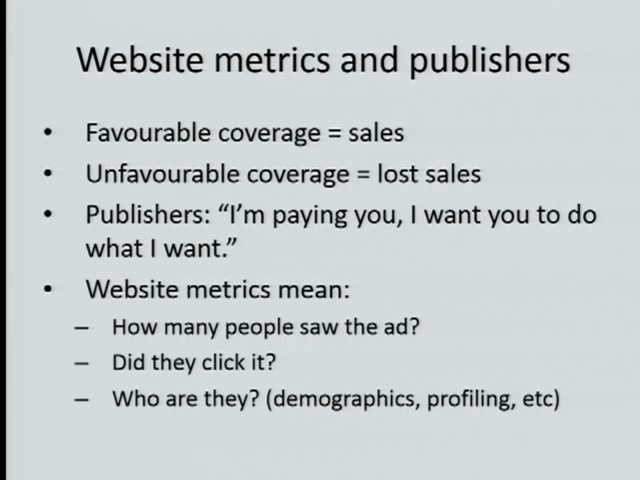 Website metrics and publishers
• Favourable coverage = sales
• Unfavourable coverage = lost sales
• Publishers: “I’m paying you, I want you to do
what I want.”
• Website metrics mean:
– How many people saw the ad?
– Did they click it?
– Who are they? (demographics, profiling, etc)